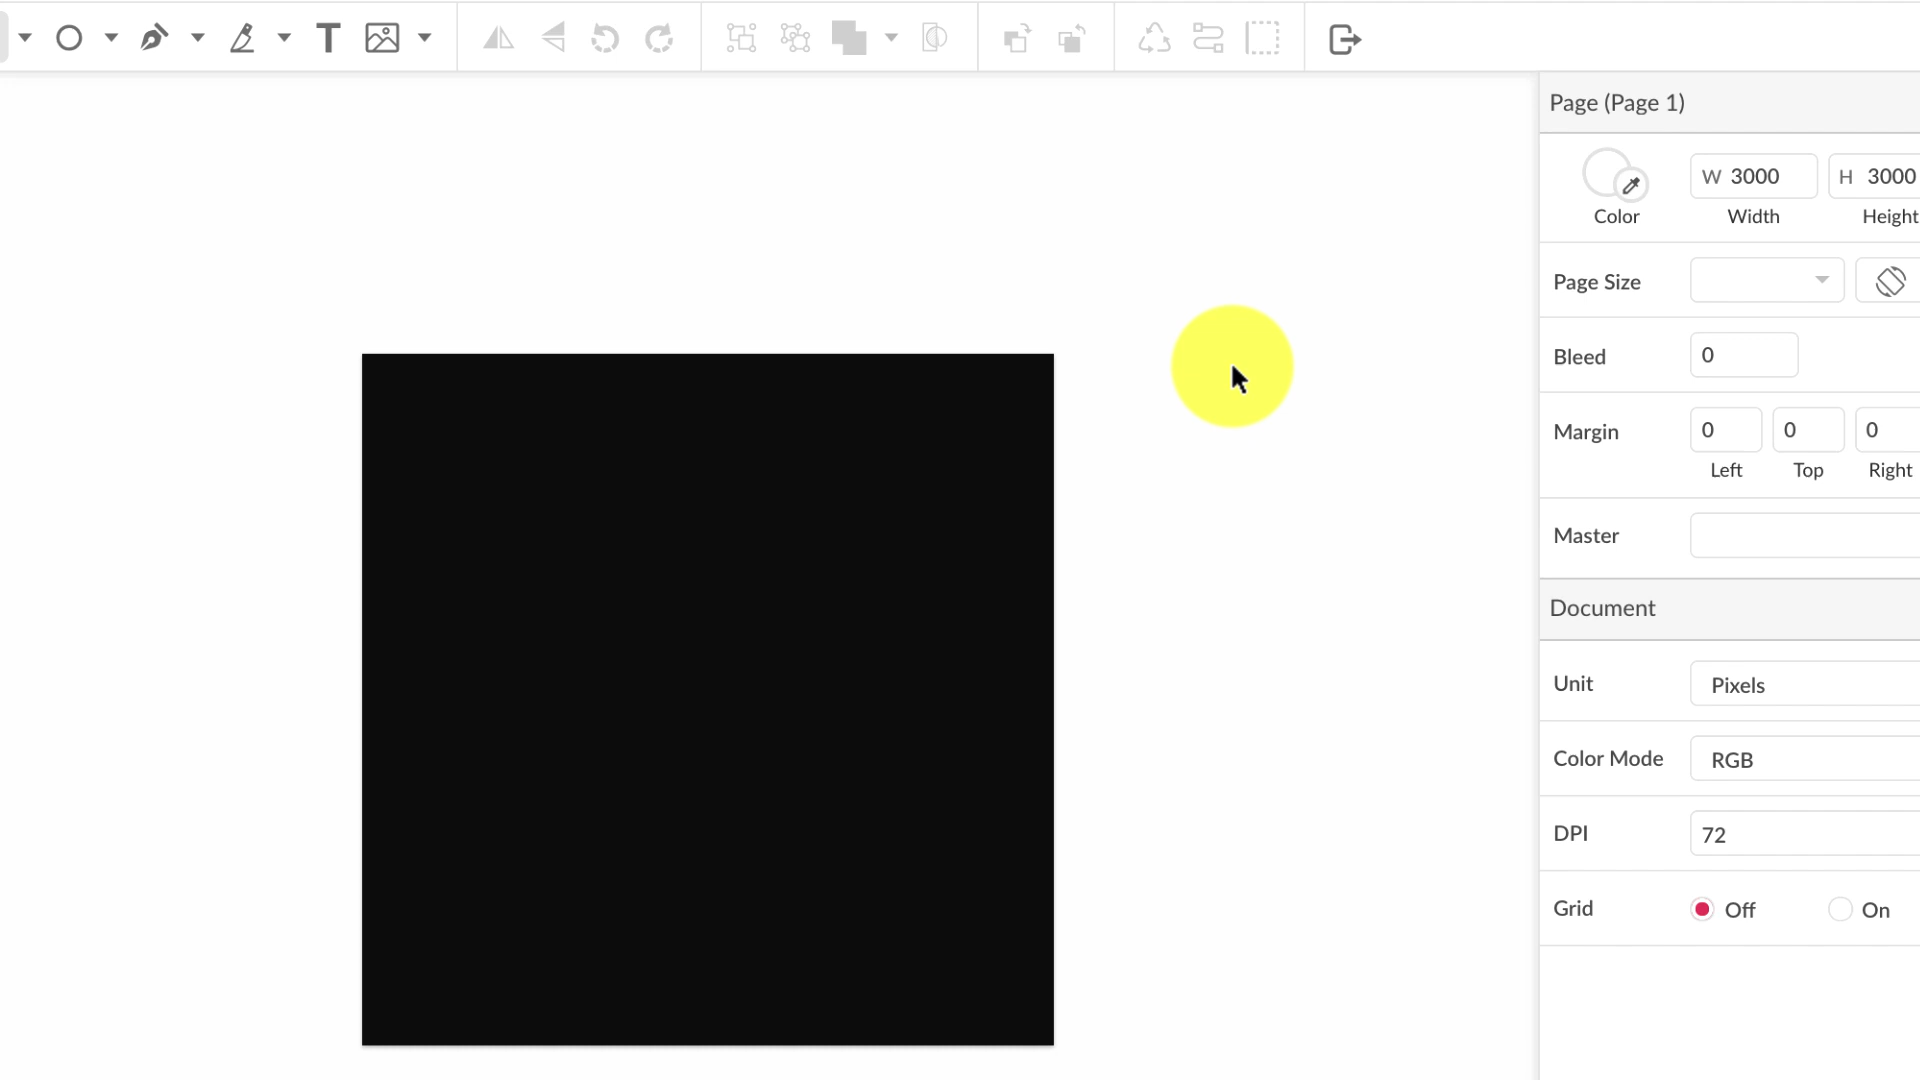 T
Page (Page 1)
W 3000
H 3000
Color
Width
Height
Page Size
Bleed
0
Margin
0
0
0
Left
Top
Right
Master
Document
Unit
Pixels
Color Mode
RGB
DPI
72
Grid
Off
On